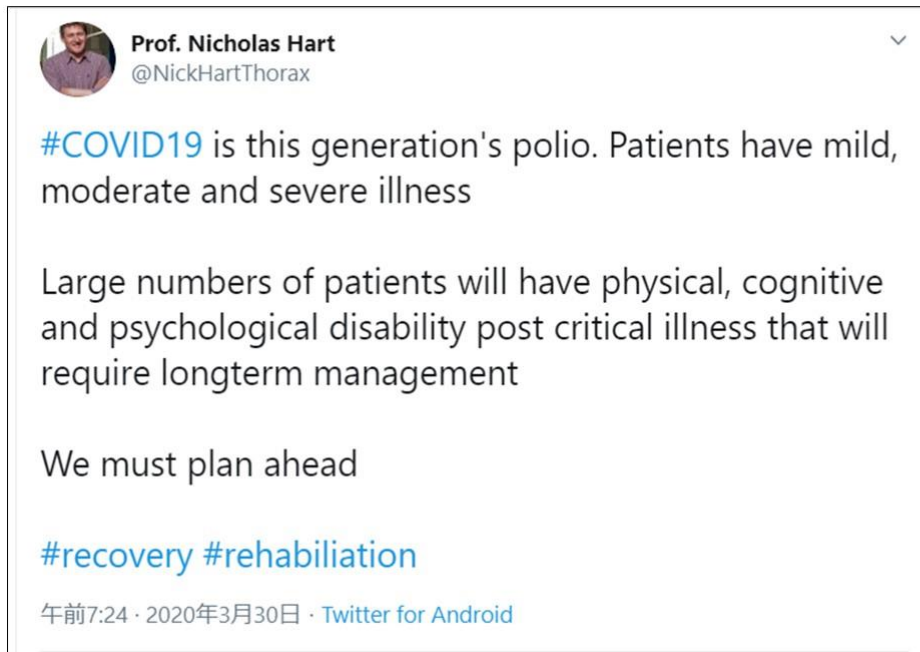 Prof. Nicholas Hart
@NickHartThorax
#COVID19 is this generation's polio. Patients have mild,
moderate and severe illness
Large numbers of patients will have physical, cognitive
and psychological disability post critical illness that will
require longterm management
We must plan ahead
#recovery #rehabiliation
午前7:24 · 2020年3月30日 · Twitter for Android